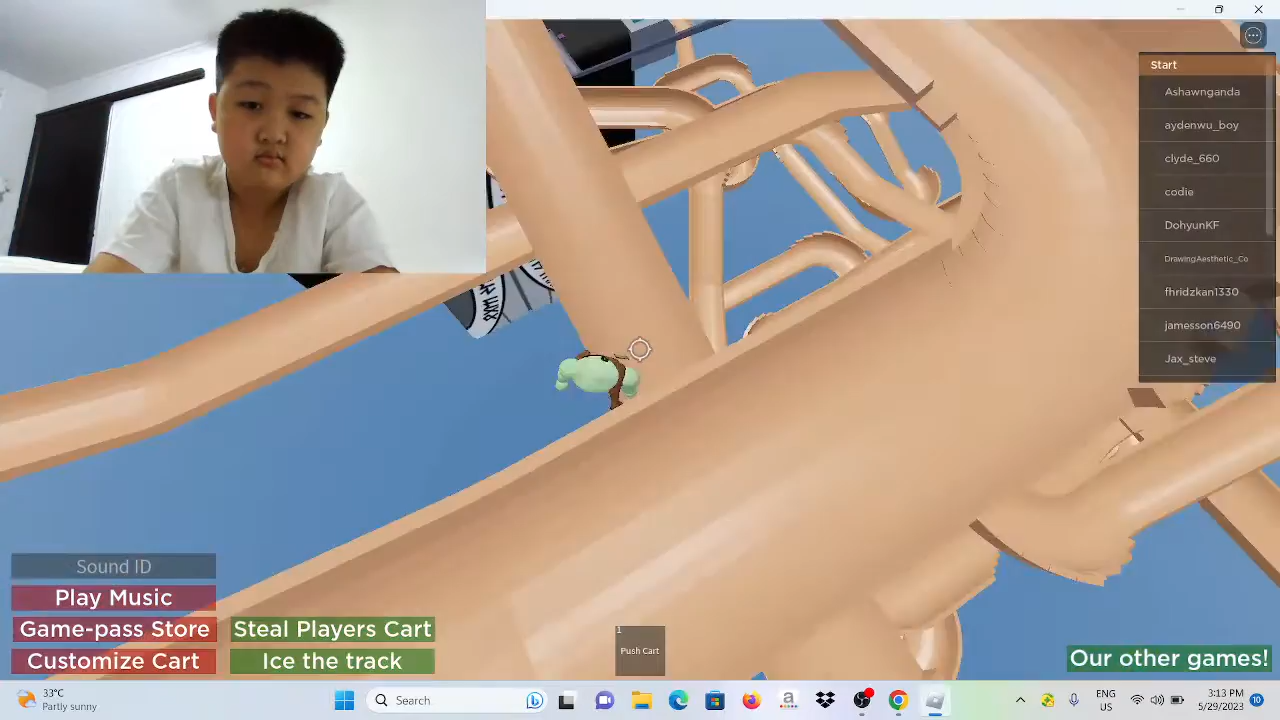 Start
Ashawnganda
aydenwu_boy
clyde_660
codie
DohyunKF
DrawingAesthetic_Co
fhridzkan1330
jamesson6490
Jax_steve
Sound ID
Play Music
Game-pass Store
Steal Players Cart
Customize Cart
Ice the track
1
Push Cart
Our other games!
33°C
Partly sunny
Search
ENG
US
3:13 PM
5/29/2023
10